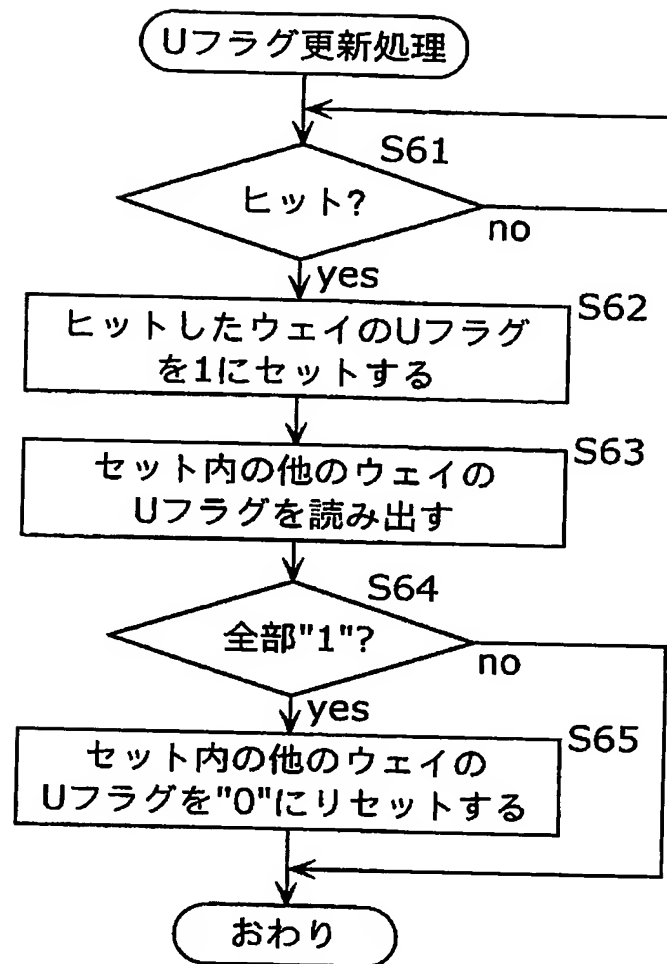 Uフラグ更新処理
S61
ヒット?
no
yes
S62
ヒットしたウェイのUフラグ
を1にセットする
S63
セット内の他のウェイの
Uフラグを読み出す
S64
全部"1"?
no
yes
S65
セット内の他のウェイの
Uフラグを"0"にリセットする
おわり